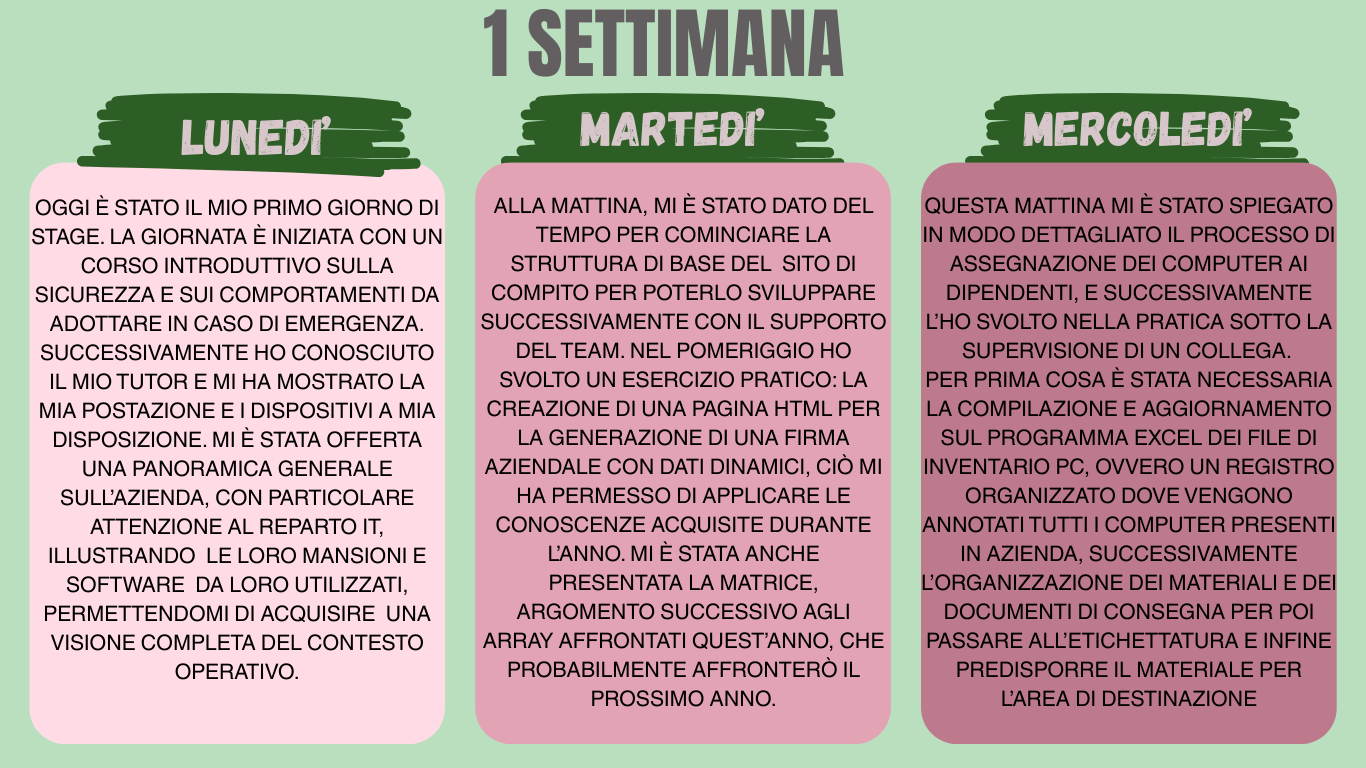 1 SETTIMANA
LUNEDI’
OGGI È STATO IL MIO PRIMO GIORNO DI
STAGE. LA GIORNATA È INIZIATA CON UN
CORSO INTRODUTTIVO SULLA
SICUREZZA E SUI COMPORTAMENTI DA
ADOTTARE IN CASO DI EMERGENZA.
SUCCESSIVAMENTE HO CONOSCIUTO
IL MIO TUTOR E MI HA MOSTRATO LA
MIA POSTAZIONE E I DISPOSITIVI A MIA
DISPOSIZIONE. MI È STATA OFFERTA
UNA PANORAMICA GENERALE
SULL’AZIENDA, CON PARTICOLARE
ATTENZIONE AL REPARTO IT,
ILLUSTRANDO  LE LORO MANSIONI E
SOFTWARE  DA LORO UTILIZZATI,
PERMETTENDOMI DI ACQUISIRE  UNA
VISIONE COMPLETA DEL CONTESTO
OPERATIVO.
MARTEDI’
ALLA MATTINA, MI È STATO DATO DEL
TEMPO PER COMINCIARE LA
STRUTTURA DI BASE DEL  SITO DI
COMPITO PER POTERLO SVILUPPARE
SUCCESSIVAMENTE CON IL SUPPORTO
DEL TEAM. NEL POMERIGGIO HO
SVOLTO UN ESERCIZIO PRATICO: LA
CREAZIONE DI UNA PAGINA HTML PER
LA GENERAZIONE DI UNA FIRMA
AZIENDALE CON DATI DINAMICI, CIÒ MI
HA PERMESSO DI APPLICARE LE
CONOSCENZE ACQUISITE DURANTE
L’ANNO. MI È STATA ANCHE
PRESENTATA LA MATRICE,
ARGOMENTO SUCCESSIVO AGLI
ARRAY AFFRONTATI QUEST’ANNO, CHE
PROBABILMENTE AFFRONTERÒ IL
PROSSIMO ANNO.
MERCOLEDI’
QUESTA MATTINA MI È STATO SPIEGATO
IN MODO DETTAGLIATO IL PROCESSO DI
ASSEGNAZIONE DEI COMPUTER AI
DIPENDENTI, E SUCCESSIVAMENTE
L’HO SVOLTO NELLA PRATICA SOTTO LA
SUPERVISIONE DI UN COLLEGA.
PER PRIMA COSA È STATA NECESSARIA
LA COMPILAZIONE E AGGIORNAMENTO
SUL PROGRAMMA EXCEL DEI FILE DI
INVENTARIO PC, OVVERO UN REGISTRO
ORGANIZZATO DOVE VENGONO
ANNOTATI TUTTI I COMPUTER PRESENTI
IN AZIENDA, SUCCESSIVAMENTE
L’ORGANIZZAZIONE DEI MATERIALI E DEI
DOCUMENTI DI CONSEGNA PER POI
PASSARE ALL’ETICHETTATURA E INFINE
PREDISPORRE IL MATERIALE PER
L’AREA DI DESTINAZIONE